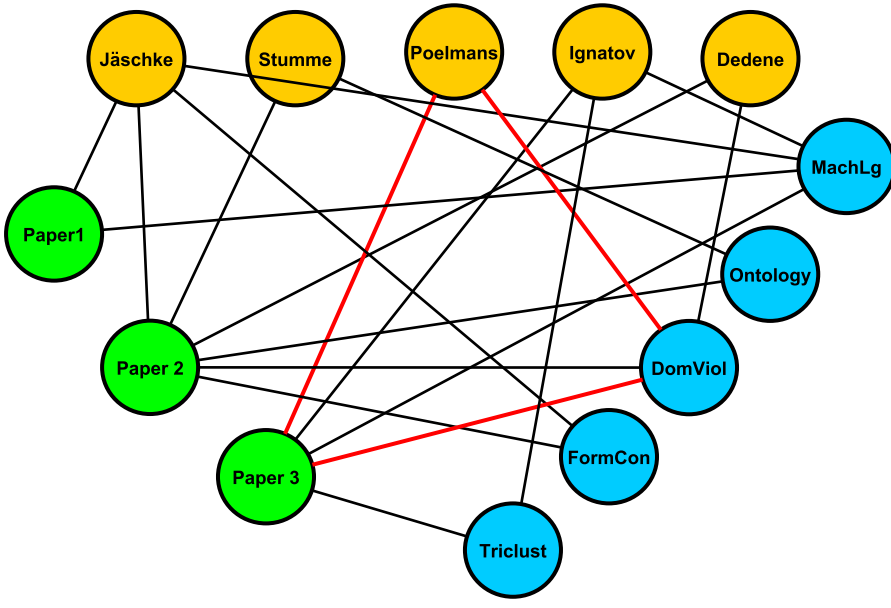 Jäschke
Stumme
Poelmans
Ignatov
Dedene
MachLg
Paper1
Ontology
Paper 2
DomViol
FormCon
Paper 3
Triclust